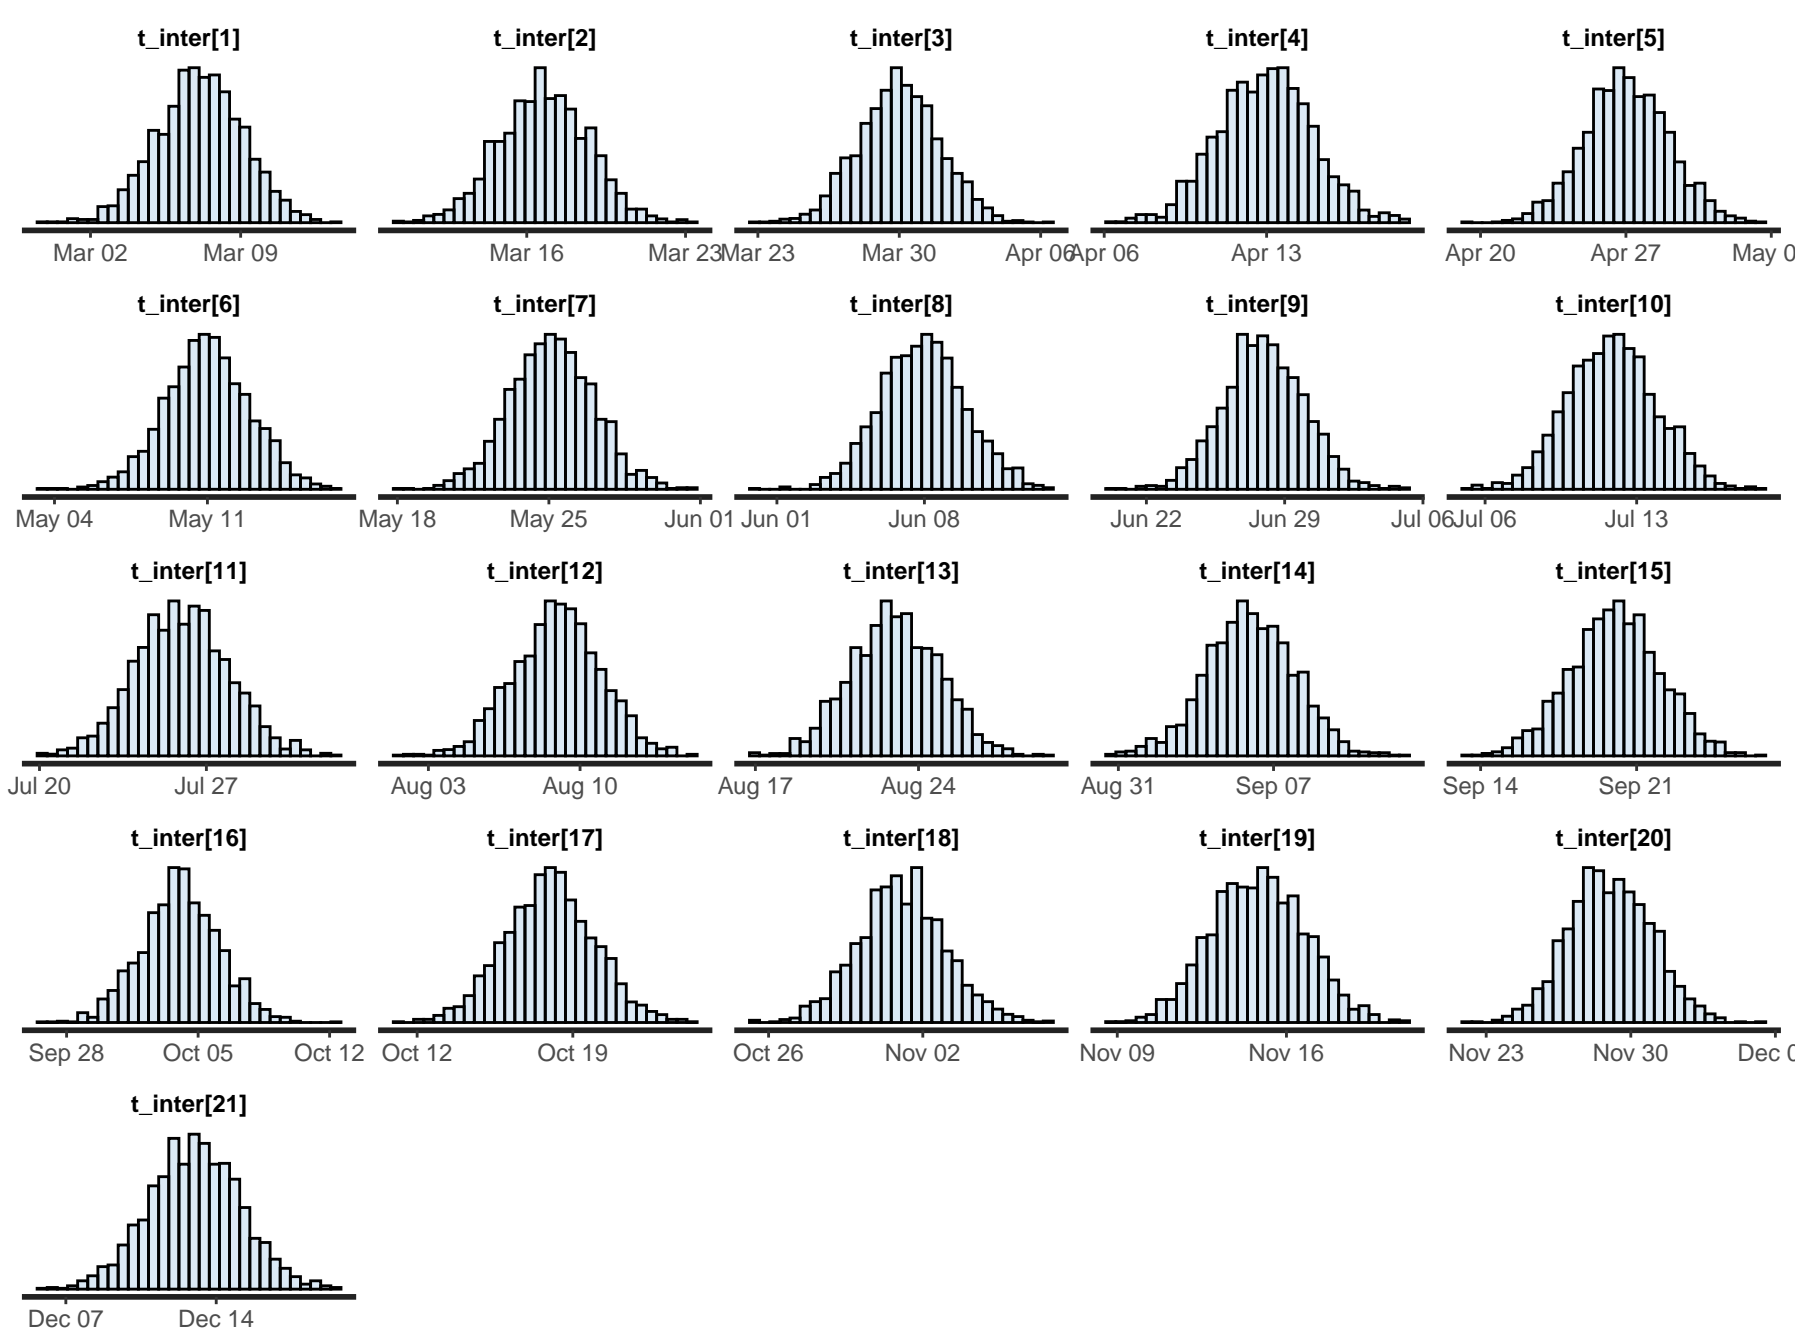 t_inter[1] t_inter[2] t_inter[3] t_inter[4] t_inter[5]
Mar 02 Mar 09 Mar 16 Mar 23 Mar 23 Mar 30 Apr 06 Apr 06 Apr 13 Apr 20 Apr 27 May 0
t_inter[6] t_inter[7] t_inter[8] t_inter[9] t_inter[10]
May 04 May 11 May 18 May 25 Jun 01 Jun 01 Jun 08 Jun 22 Jun 29 Jul 06 Jul 06 Jul 13
t_inter[11] t_inter[12] t_inter[13] t_inter[14] t_inter[15]
Jul 20 Jul 27 Aug 03 Aug 10 Aug 17 Aug 24 Aug 31 Sep 07 Sep 14 Sep 21
t_inter[16] t_inter[17] t_inter[18] t_inter[19] t_inter[20]
Sep 28 Oct 05 Oct 12 Oct 12 Oct 19 Oct 26 Nov 02 Nov 09 Nov 16 Nov 23 Nov 30 Dec 0
t_inter[21]
Dec 07 Dec 14